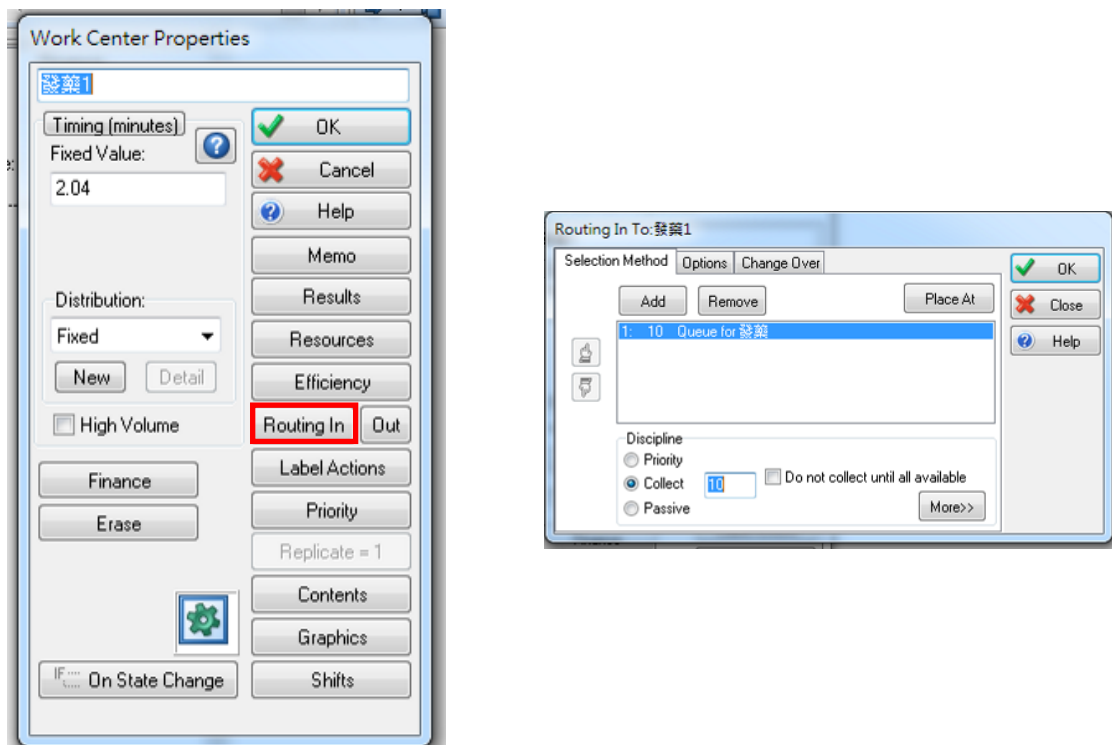 Work Center Properties
發藥1
Timing (minutes)
Fixed Value:
2.04
Distribution:
Fixed
New
Detail
High Volume
Finance
Erase
IF
On State Change
OK
Cancel
Help
Memo
Results
Resources
Efficiency
Routing In
Out
Label Actions
Priority
Replicate = 1
Contents
Graphics
Shifts
Routing In To:發藥1
Selection Method
Options
Change Over
Add
Remove
Place At
1: 10 Queue for 發藥
Discipline
Priority
Collect
10
Do not collect until all available
Passive
More>>
OK
Close
Help